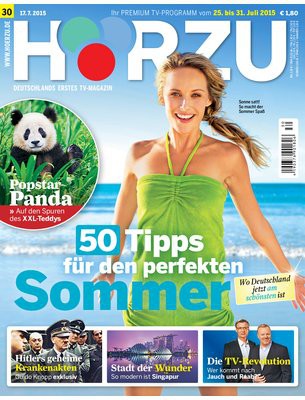 30
17.7.2015
Ihr PREMIUM TV-PROGRAMM vom 25. bis 31. Juli 2015 € 1,80
WWW.HOERZU.DE
HÖRZU
DEUTSCHLANDS ERSTES TV-MAGAZIN
Sonne satt!
So macht der
Sommer Spaß
Popstar
Panda
» Auf den Spuren
des XXL-Teddys
50 Tipps
für den perfekten
Sommer
Wo Deutschland
jetzt am
schönsten ist
Hitlers geheime
Krankenakten
Guido Knopp exklusiv
Stadt der Wunder
So modern ist Singapur
Die TV-Revolution
Wer kommt nach
Jauch und Raab?